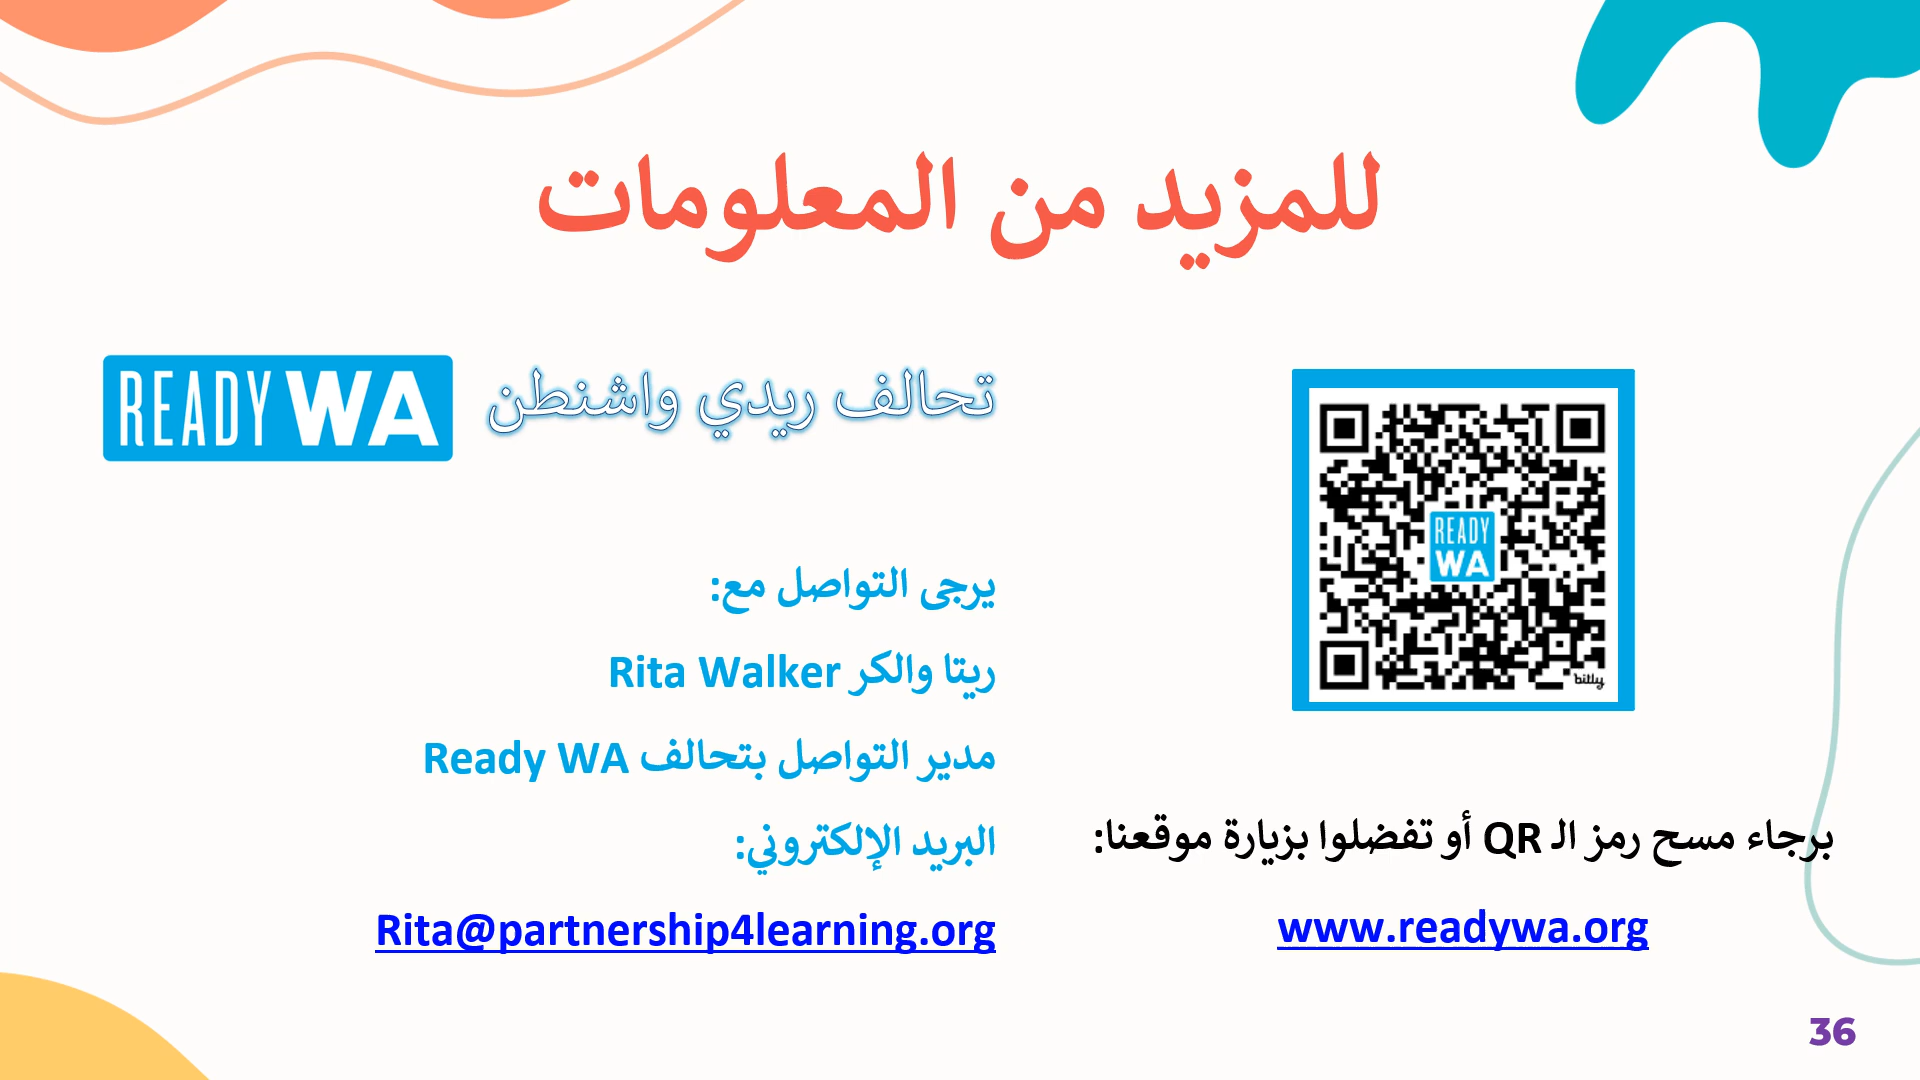 للمزيد من المعلومات
READY WA
تحالف ريدي واشنطن
READY
WA
bitly
برجاء مسح رمز الـ QR أو تفضلوا بزيارة موقعنا:
www.readywa.org
يرجى التواصل مع:
ريتا والكر Rita Walker
مدير التواصل بتحالف Ready WA
البريد الإلكتروني:
Rita@partnership4learning.org
36